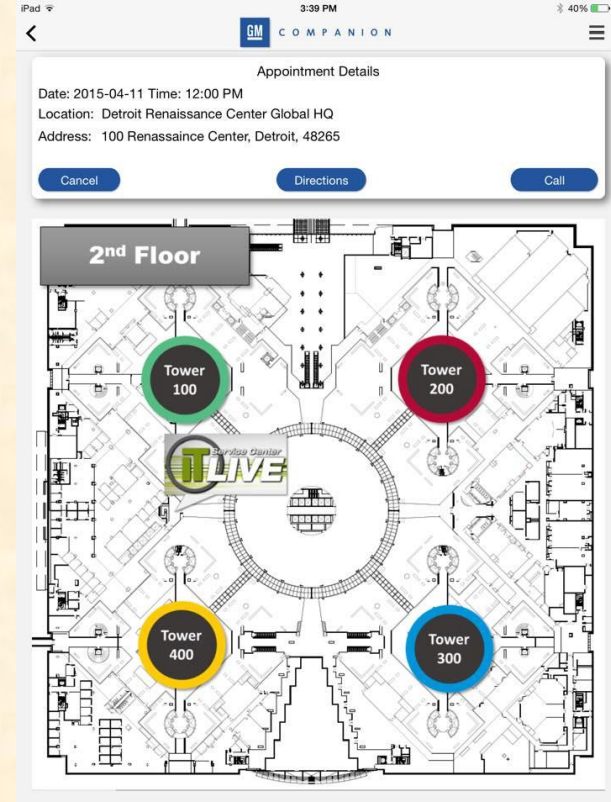 iPad 3:39 PM 40%
GM COMPANION
Appointment Details
Date: 2015-04-11 Time: 12:00 PM
Location: Detroit Renaissance Center Global HQ
Address: 100 Renassaince Center, Detroit, 48265
Cancel Directions Call
2nd Floor
Tower
100
Tower
200
Service Center
iT LIVE
Tower
400
Tower
300